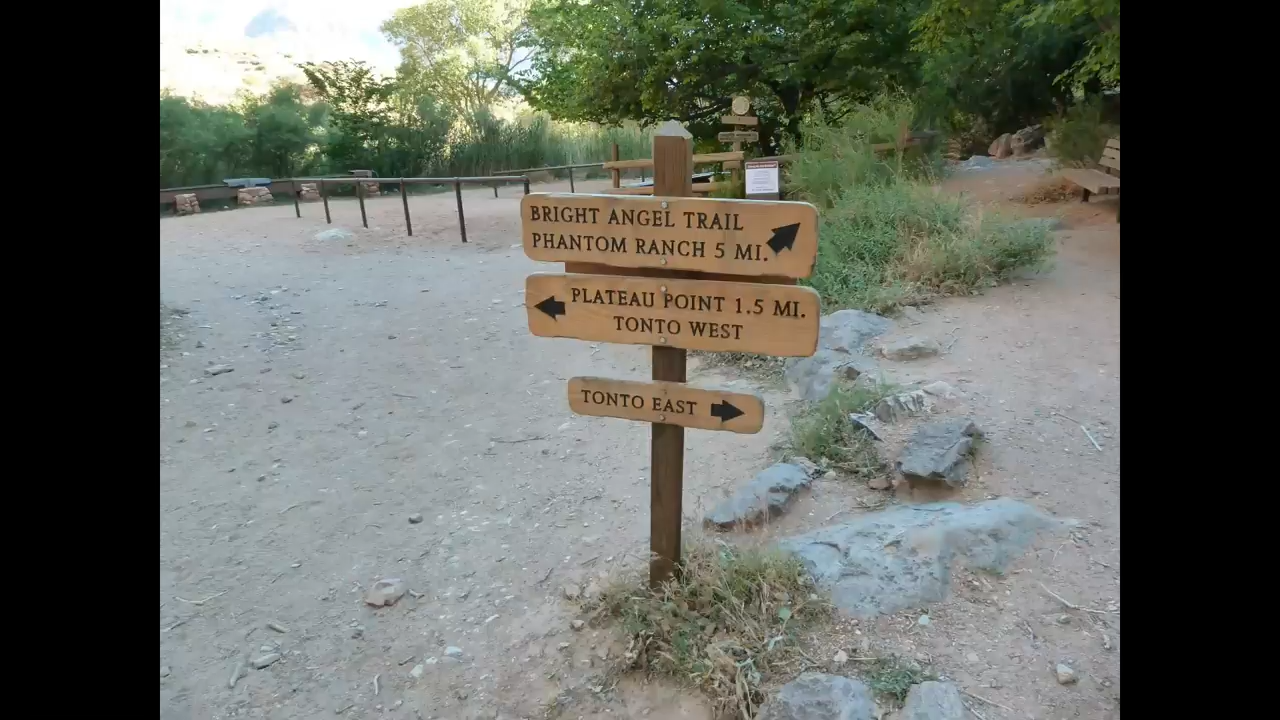 BRIGHT ANGEL TRAIL
PHANTOM RANCH 5 MI.
PLATEAU POINT 1.5 MI.
TONTO WEST
TONTO EAST